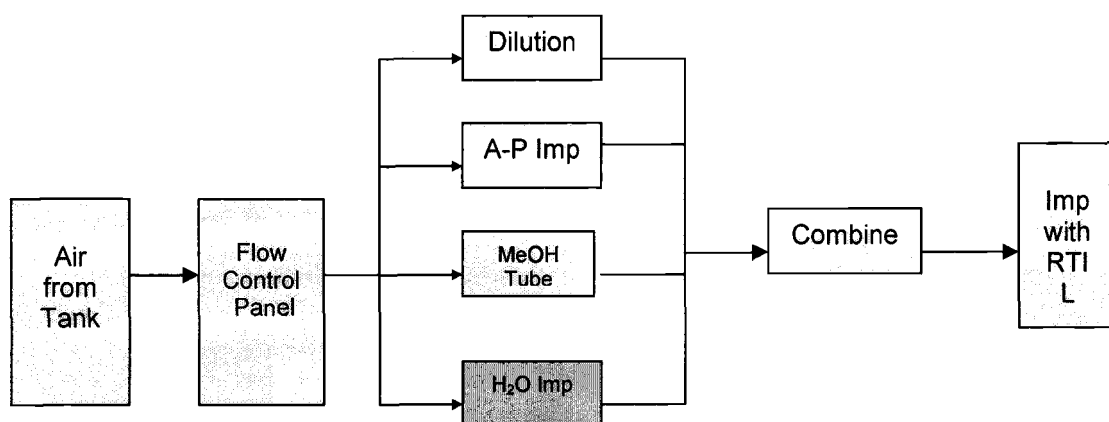 Dilution
A-P Imp
Air
from
Tank
Flow
Control
Panel
MeOH
Tube
H₂O Imp
Combine
Imp
with
RTI
L